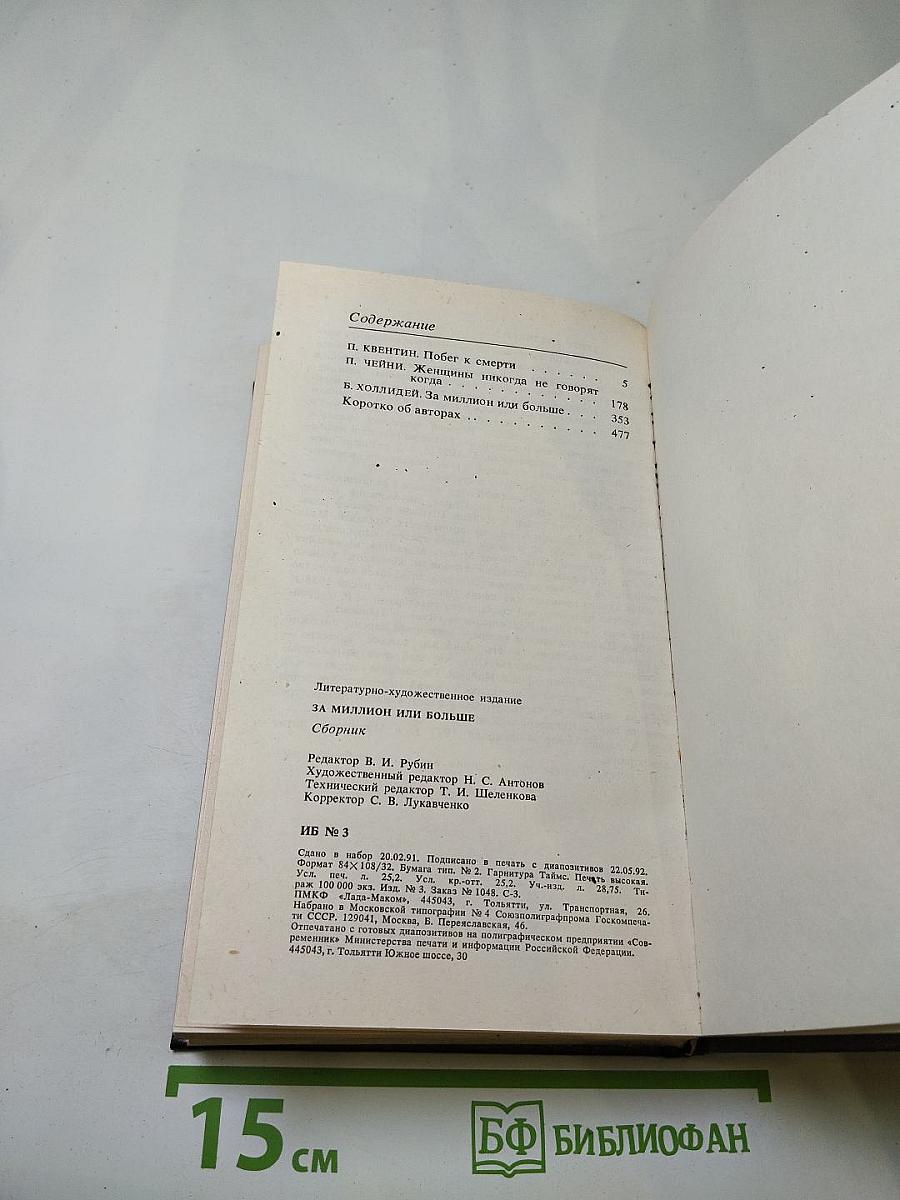 Содержание
П. КВЕНТИН. Побег к смерти . . . . . . 5
П. ЧЕЙНИ. Женщины никогда не говорят
когда . . . . . . . . . . . . 178
Б. ХОЛЛИДЕЙ. За миллион или больше . . . 353
Коротко об авторах . . . . . . . . . . . 477
Литературно-художественное издание
ЗА МИЛЛИОН ИЛИ БОЛЬШЕ
Сборник
Редактор В. И. Рубин
Художественный редактор Н. С. Антонов
Технический редактор Т. И. Шеленкова
Корректор С. В. Лукавченко
ИБ № 3
Сдано в набор 20.02.91. Подписано в печать с диапозитивов 22.05.92.
Формат 84×108/32. Бумага тип. № 2. Гарнитура Таймс. Печать высокая.
Усл. печ. л. 25,2. Усл. кр.-отт. 25,2. Уч.-изд. л. 28,75. Ти-
раж 100 000 экз. Изд. № 3. Заказ № 1048. С-3.
ПМКФ «Лада-Маком», 445043, г. Тольятти, ул. Транспортная, 26.
Набрано в Московской типографии № 4 Союзполиграфпрома Госкомпеча-
ти СССР. 129041, Москва, Б. Переяславская, 46.
Отпечатано с готовых диапозитивов на полиграфическом предприятии «Сов-
ременник» Министерства печати и информации Российской Федерации.
445043, г. Тольятти Южное шоссе, 30
15 см
БФ БИБЛИОФАН